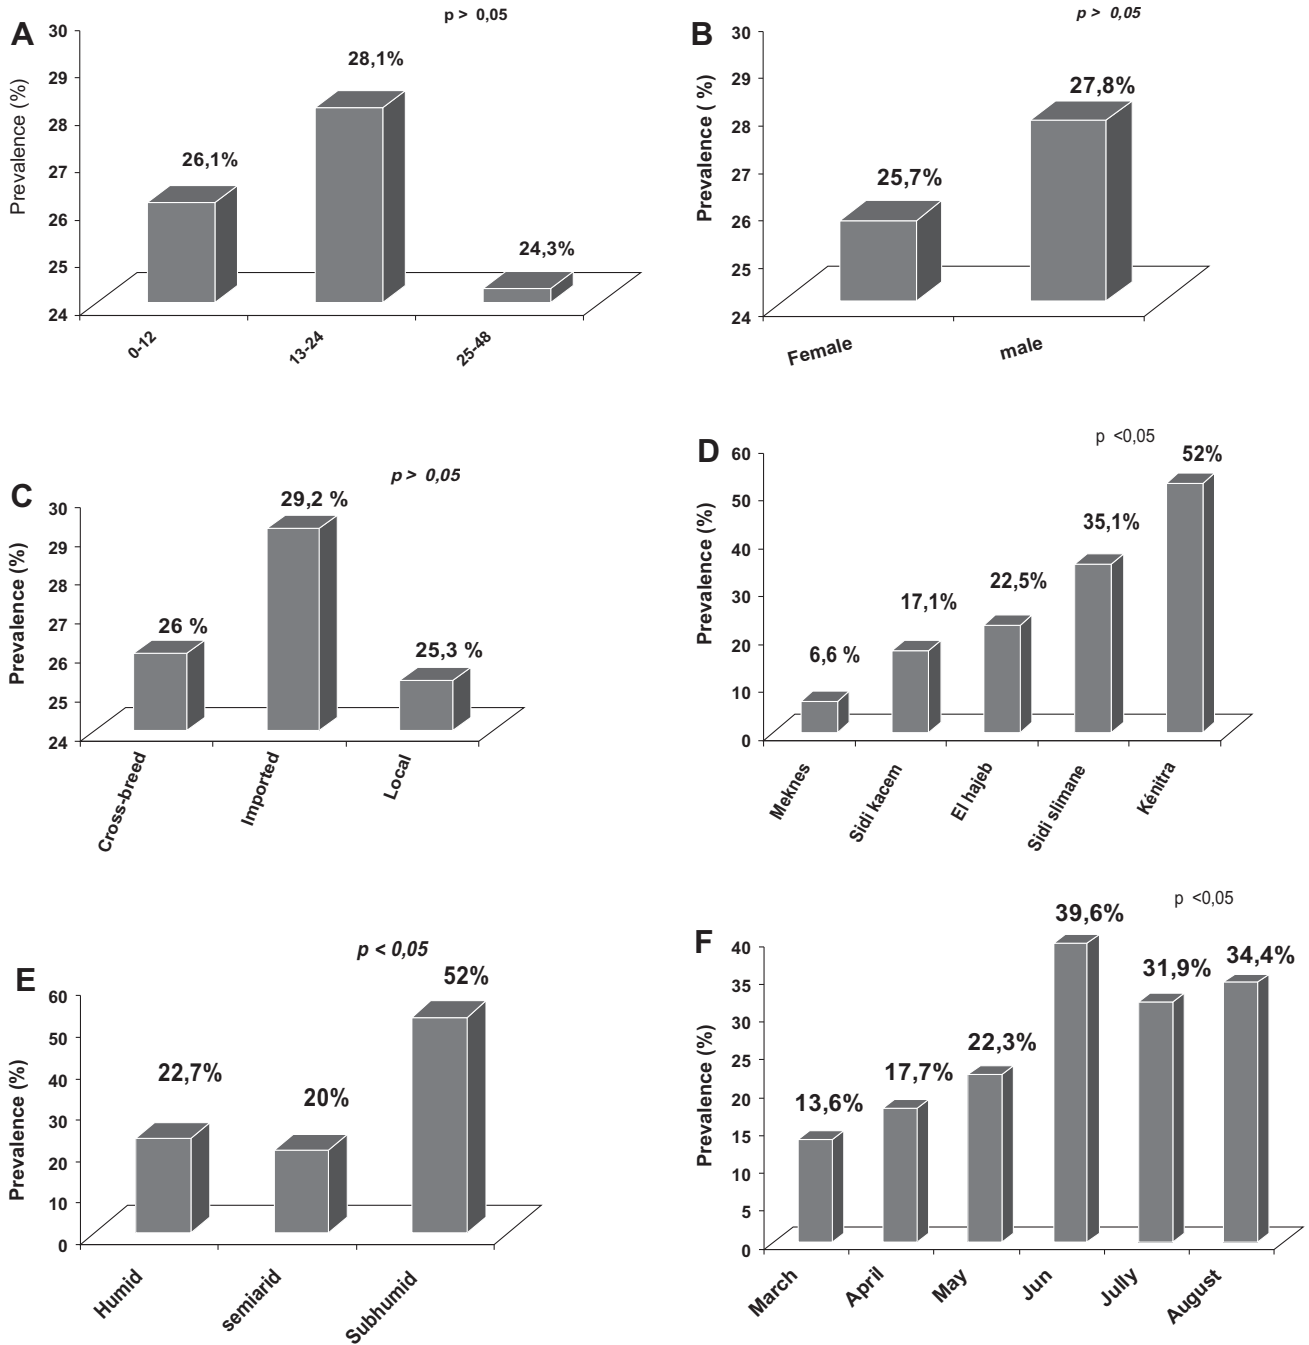 A
p > 0,05
Prevalence (%)
30
29
28
27
26
25
24
26,1%
28,1%
24,3%
0-12
13-24
25-48
B
p > 0,05
Prevalence ( %)
30
29
28
27
26
25
24
25,7%
27,8%
Female
male
C
p > 0,05
Prevalence (%)
30
29
28
27
26
25
24
26 %
29,2 %
25,3 %
Cross-breed
Imported
Local
D
p <0,05
Prevalence (%)
60
50
40
30
20
10
0
6,6 %
17,1%
22,5%
35,1%
52%
Meknes
Sidi kacem
El hajeb
Sidi slimane
Kénitra
E
p < 0,05
Prevalence (%)
60
50
40
30
20
10
0
22,7%
20%
52%
Humid
semiarid
Subhumid
F
p <0,05
Prevalence (%)
40
35
30
25
20
15
10
5
0
13,6%
17,7%
22,3%
39,6%
31,9%
34,4%
March
April
May
Jun
Jully
August